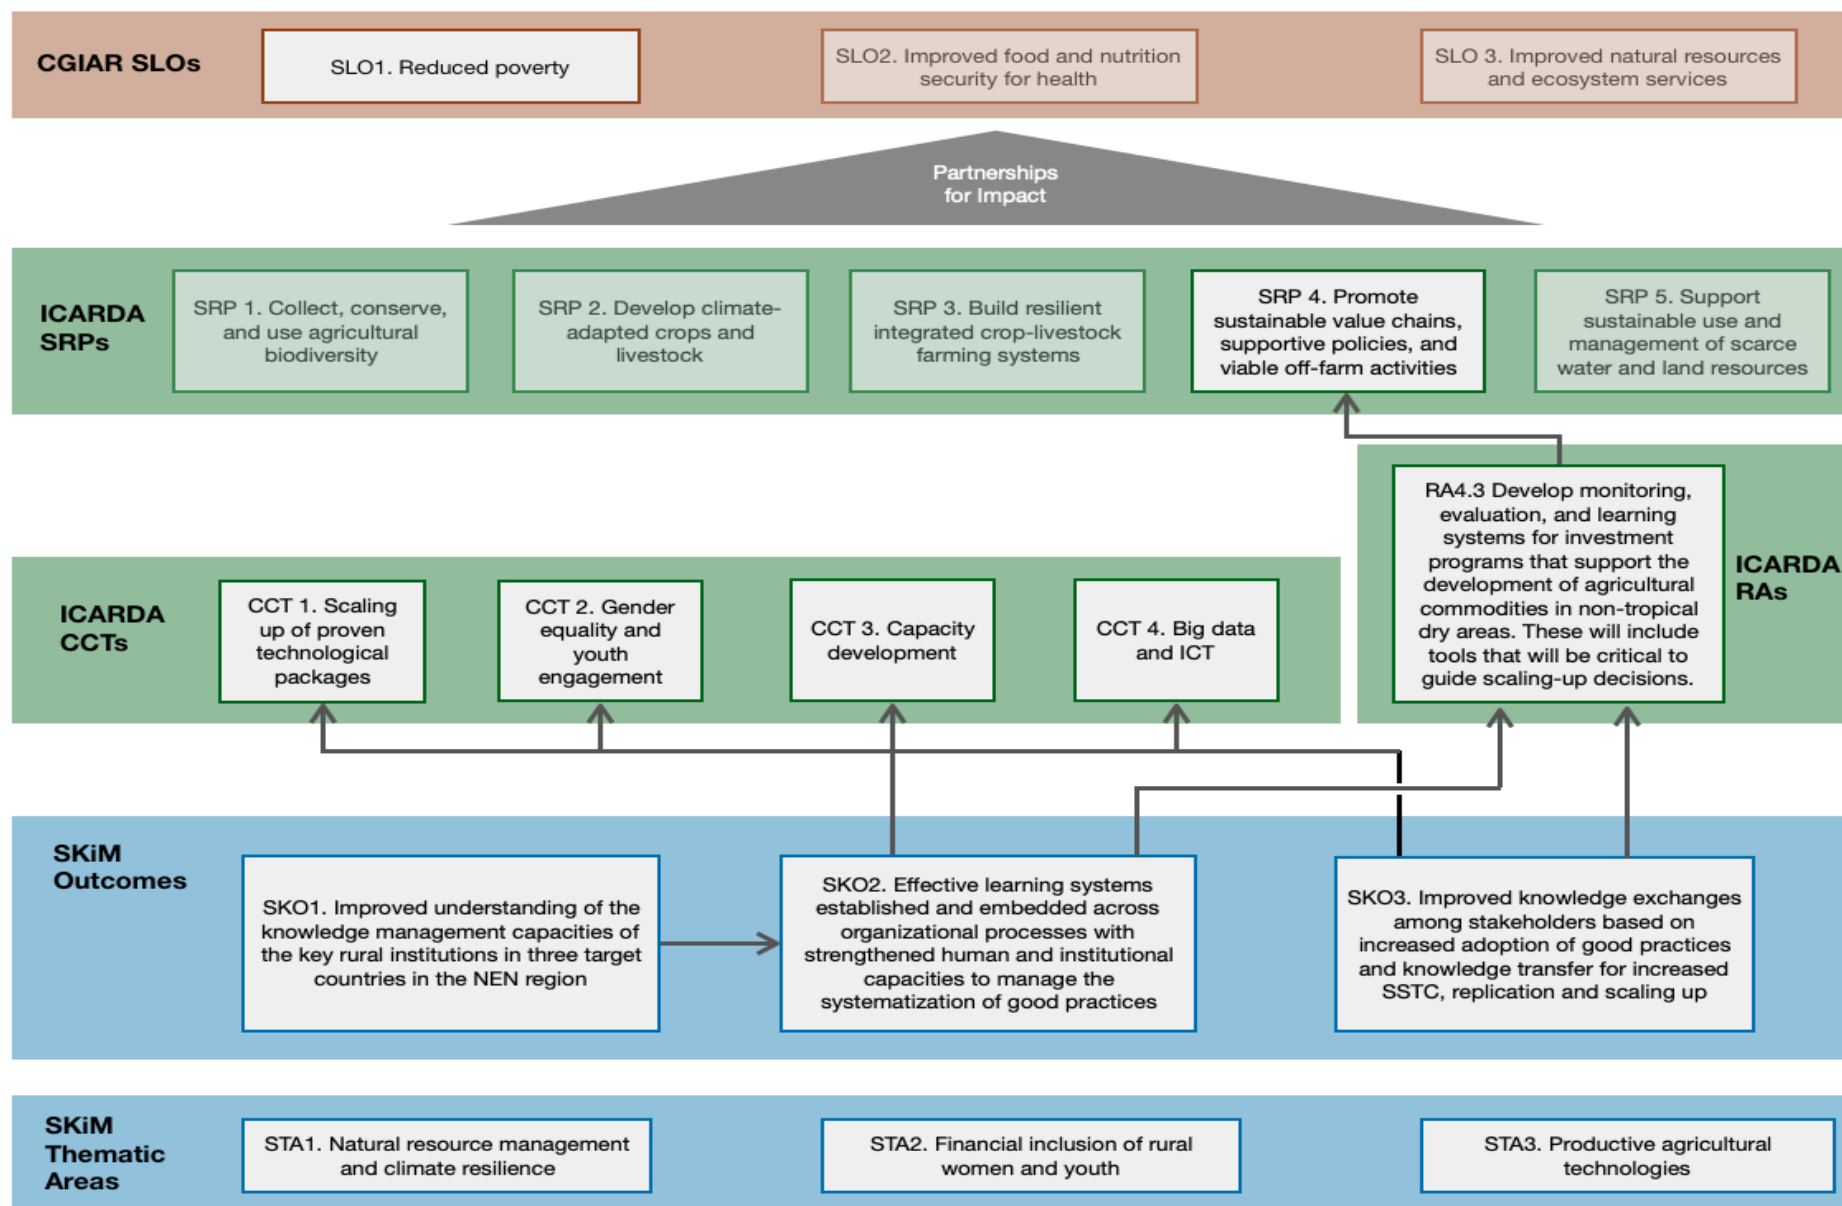 CGIAR SLOs
SLO1. Reduced poverty
SLO2. Improved food and nutrition
security for health
SLO 3. Improved natural resources
and ecosystem services
Partnerships
for Impact
ICARDA
SRPs
SRP 1. Collect, conserve,
and use agricultural
biodiversity
SRP 2. Develop climate-
adapted crops and
livestock
SRP 3. Build resilient
integrated crop-livestock
farming systems
SRP 4. Promote
sustainable value chains,
supportive policies, and
viable off-farm activities
SRP 5. Support
sustainable use and
management of scarce
water and land resources
RA4.3 Develop monitoring,
evaluation, and learning
systems for investment
programs that support the
development of agricultural
commodities in non-tropical
dry areas. These will include
tools that will be critical to
guide scaling-up decisions.
ICARDA
RAs
ICARDA
CCTs
CCT 1. Scaling
up of proven
technological
packages
CCT 2. Gender
equality and
youth
engagement
CCT 3. Capacity
development
CCT 4. Big data
and ICT
SKiM
Outcomes
SKO1. Improved understanding of the
knowledge management capacities of
the key rural institutions in three target
countries in the NEN region
SKO2. Effective learning systems
established and embedded across
organizational processes with
strengthened human and institutional
capacities to manage the
systematization of good practices
SKO3. Improved knowledge exchanges
among stakeholders based on
increased adoption of good practices
and knowledge transfer for increased
SSTC, replication and scaling up
SKiM
Thematic
Areas
STA1. Natural resource management
and climate resilience
STA2. Financial inclusion of rural
women and youth
STA3. Productive agricultural
technologies